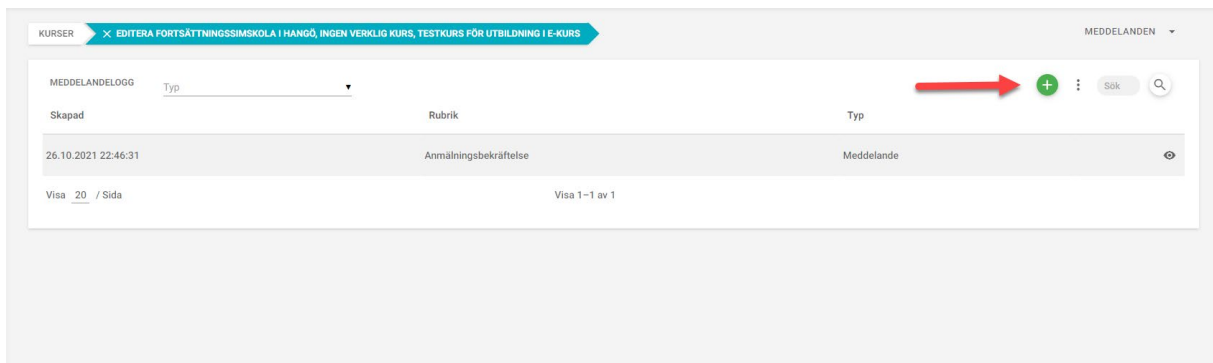 KURSER × EDITERA FORTSÄTTNINGSSIMSKOLA I HANGÖ, INGEN VERKLIG KURS, TESTKURS FÖR UTBILDNING I E-KURS MEDDELANDEN
MEDDELANDELOGG Typ Sök
Skapad Rubrik Typ
26.10.2021 22:46:31 Anmälningsbekräftelse Meddelande
Visa 20 / Sida Visa 1–1 av 1